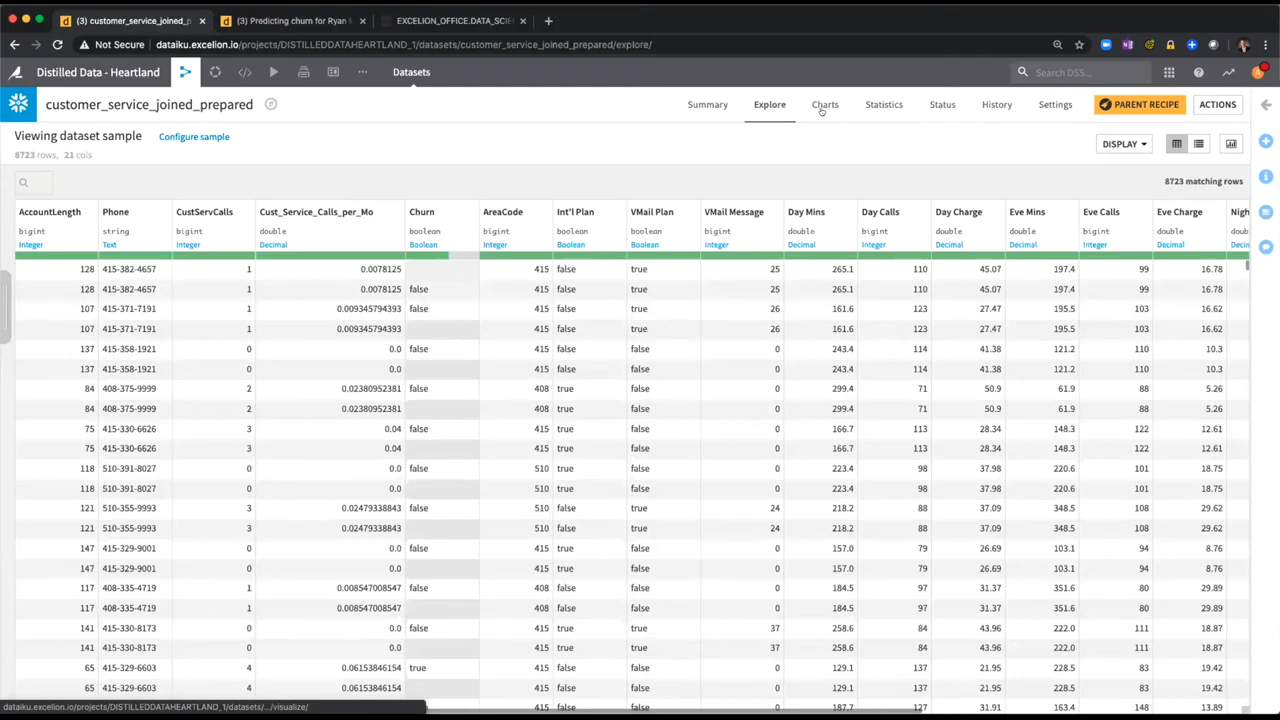 (3) customer_service_joined_p
(3) Predicting churn for Ryan M
EXCELION_OFFICE.DATA_SCIE
Not Secure
dataiku.excelion.io/projects/DISTILLEDDATAHEARTLAND_1/datasets/customer_service_joined_prepared/explore/
Distilled Data - Heartland
Datasets
Search DSS...
customer_service_joined_prepared
Summary Explore Charts Statistics Status History Settings PARENT RECIPE ACTIONS
Viewing dataset sample Configure sample
8723 rows, 21 cols
DISPLAY
8723 matching rows
AccountLength Phone CustServCalls Cust_Service_Calls_per_Mo Churn AreaCode Int'l Plan VMail Plan VMail Message Day Mins Day Calls Day Charge Eve Mins Eve Calls Eve Charge Nigh
bigint string bigint double boolean bigint boolean boolean bigint double bigint double double bigint double doub
Integer Text Integer Decimal Boolean Integer Boolean Boolean Integer Decimal Integer Decimal Decimal Integer Decimal Decin
128 415-382-4657 1 0.0078125 415 false true 25 265.1 110 45.07 197.4 99 16.78
128 415-382-4657 1 0.0078125 false 415 false true 25 265.1 110 45.07 197.4 99 16.78
107 415-371-7191 1 0.009345794393 false 415 false true 26 161.6 123 27.47 195.5 103 16.62
107 415-371-7191 1 0.009345794393 415 false true 26 161.6 123 27.47 195.5 103 16.62
137 415-358-1921 0 0.0 false 415 false false 0 243.4 114 41.38 121.2 110 10.3
137 415-358-1921 0 0.0 415 false false 0 243.4 114 41.38 121.2 110 10.3
84 408-375-9999 2 0.02380952381 false 408 true false 0 299.4 71 50.9 61.9 88 5.26
84 408-375-9999 2 0.02380952381 408 true false 0 299.4 71 50.9 61.9 88 5.26
75 415-330-6626 3 0.04 false 415 true false 0 166.7 113 28.34 148.3 122 12.61
75 415-330-6626 3 0.04 415 true false 0 166.7 113 28.34 148.3 122 12.61
118 510-391-8027 0 0.0 false 510 true false 0 223.4 98 37.98 220.6 101 18.75
118 510-391-8027 0 0.0 510 true false 0 223.4 98 37.98 220.6 101 18.75
121 510-355-9993 3 0.02479338843 false 510 false true 24 218.2 88 37.09 348.5 108 29.62
121 510-355-9993 3 0.02479338843 510 false true 24 218.2 88 37.09 348.5 108 29.62
147 415-329-9001 0 0.0 false 415 true false 0 157.0 79 26.69 103.1 94 8.76
147 415-329-9001 0 0.0 415 true false 0 157.0 79 26.69 103.1 94 8.76
117 408-335-4719 1 0.008547008547 false 408 false false 0 184.5 97 31.37 351.6 80 29.89
117 408-335-4719 1 0.008547008547 408 false false 0 184.5 97 31.37 351.6 80 29.89
141 415-330-8173 0 0.0 false 415 true true 37 258.6 84 43.96 222.0 111 18.87
141 415-330-8173 0 0.0 415 true true 37 258.6 84 43.96 222.0 111 18.87
65 415-329-6603 4 0.06153846154 true 415 false false 0 129.1 137 21.95 228.5 83 19.42
65 415-329-6603 4 0.06153846154 415 false false 0 129.1 137 21.95 228.5 83 19.42
false false 0 187.7 127 31.91 163.4 148 13.89
dataiku.excelion.io/projects/DISTILLEDDATAHEARTLAND_1/datasets/.../visualize/